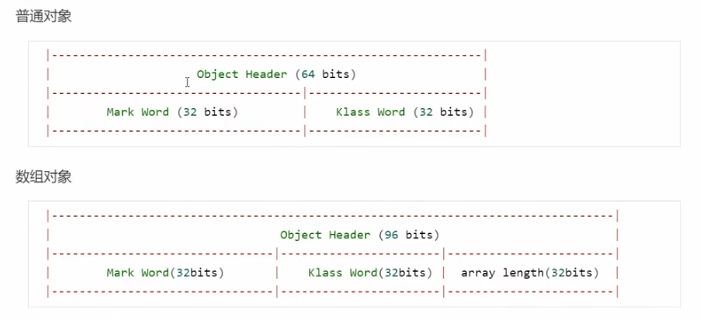 普通对象
|--------------------------------------------------------------|
| Object Header (64 bits) |
|------------------------------------|-------------------------|
| Mark Word (32 bits) | Klass Word (32 bits) |
|------------------------------------|-------------------------|
数组对象
|---------------------------------------------------------------------------------|
| Object Header (96 bits) |
|--------------------------------|-----------------------|------------------------|
| Mark Word(32bits) | Klass Word(32bits) | array length(32bits) |
|--------------------------------|-----------------------|------------------------|